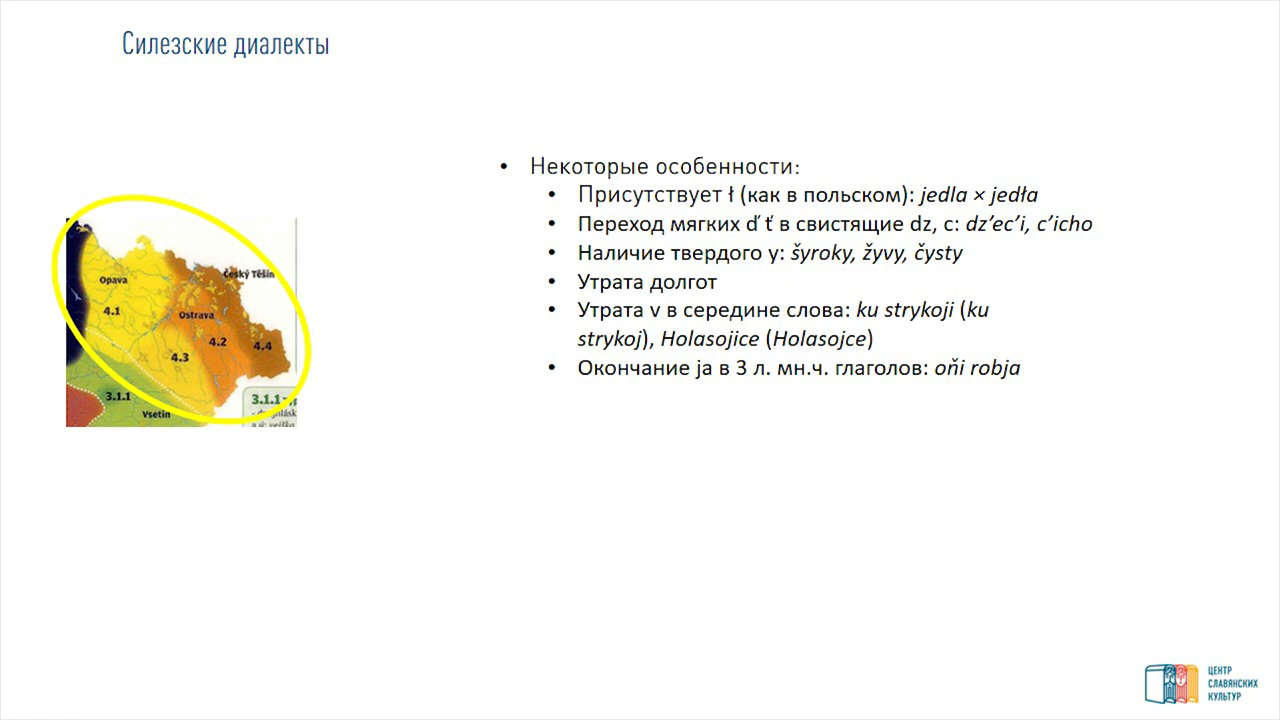 Силезские диалекты
• Некоторые особенности:
• Присутствует ł (как в польском): jedla × jedła
• Переход мягких ď ť в свистящие dz, c: dz’ec’i, c’icho
• Наличие твердого y: šyroky, žyvy, čysty
• Утрата долгот
• Утрата v в середине слова: ku strykoji (ku
strykoj), Holasojice (Holasojce)
• Окончание ja в 3 л. мн.ч. глаголов: oňi robja
Český Těšín
Opava
4.1
Ostrava
4.2
4.4
4.3
3.1.1
3.1.1
Vsetín
ЦЕНТР
СЛАВЯНСКИХ
КУЛЬТУР